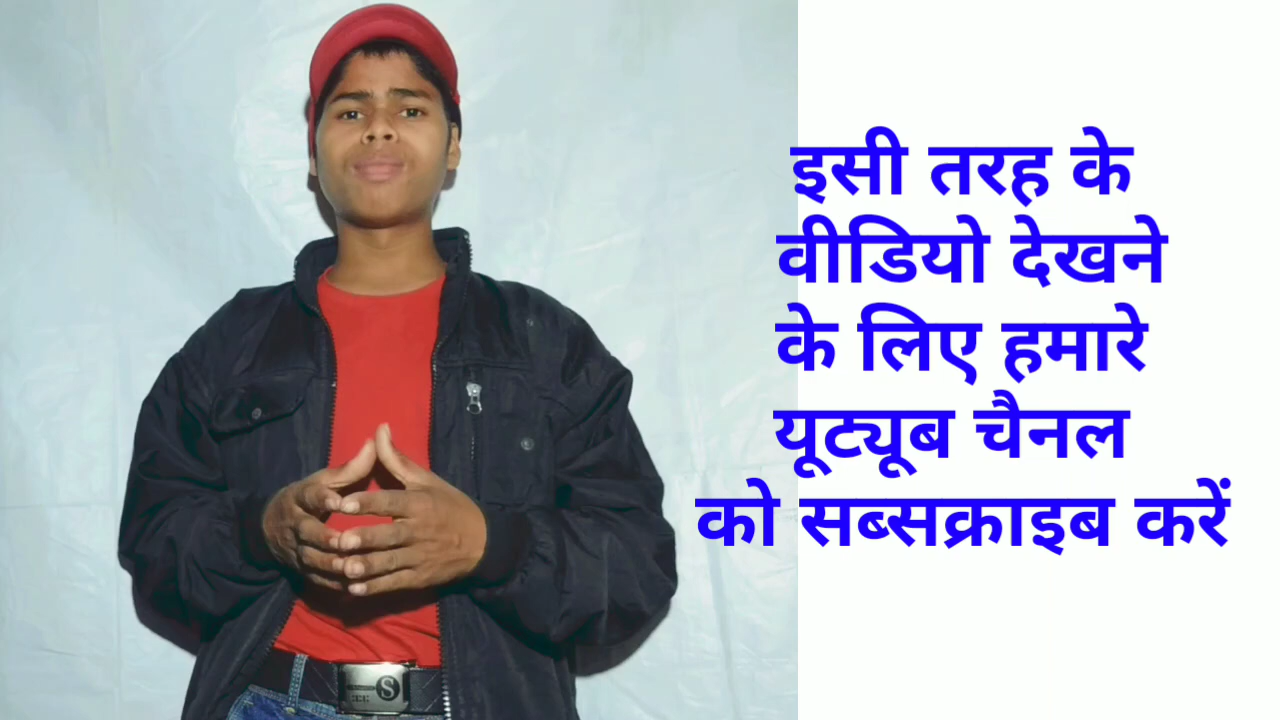 इसी तरह के
वीडियो देखने
के लिए हमारे
यूट्यूब चैनल
को सब्सक्राइब करें
S